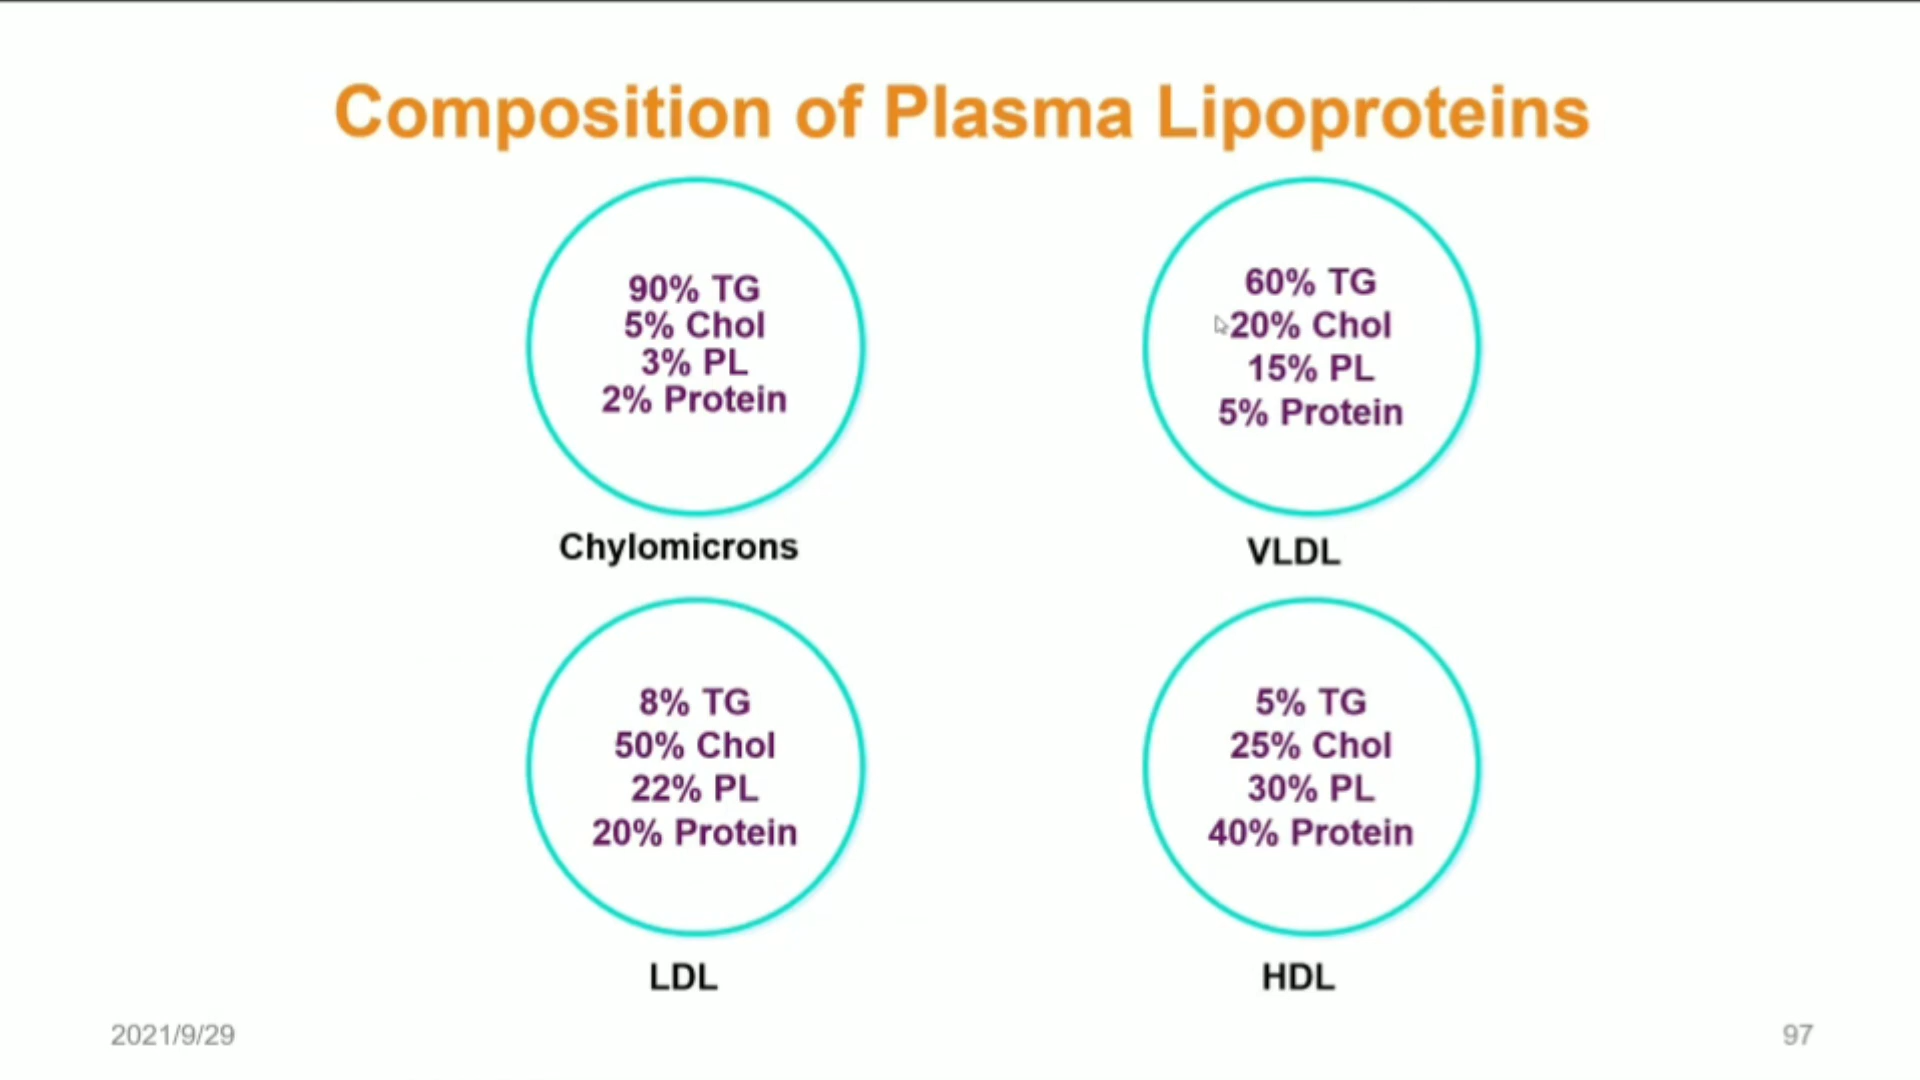 Composition of Plasma Lipoproteins
90% TG
5% Chol
3% PL
2% Protein
Chylomicrons
60% TG
20% Chol
15% PL
5% Protein
VLDL
8% TG
50% Chol
22% PL
20% Protein
LDL
5% TG
25% Chol
30% PL
40% Protein
HDL
2021/9/29
97